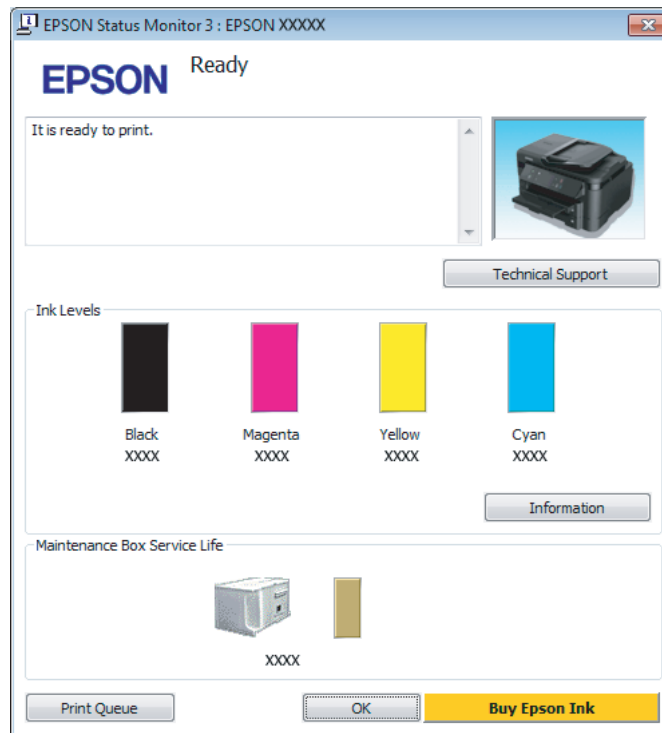 EPSON Status Monitor 3 : EPSON XXXXX
EPSON
Ready
It is ready to print.
Technical Support
Ink Levels
Black Magenta Yellow Cyan
XXXX XXXX XXXX XXXX
Information
Maintenance Box Service Life
XXXX
Print Queue OK Buy Epson Ink